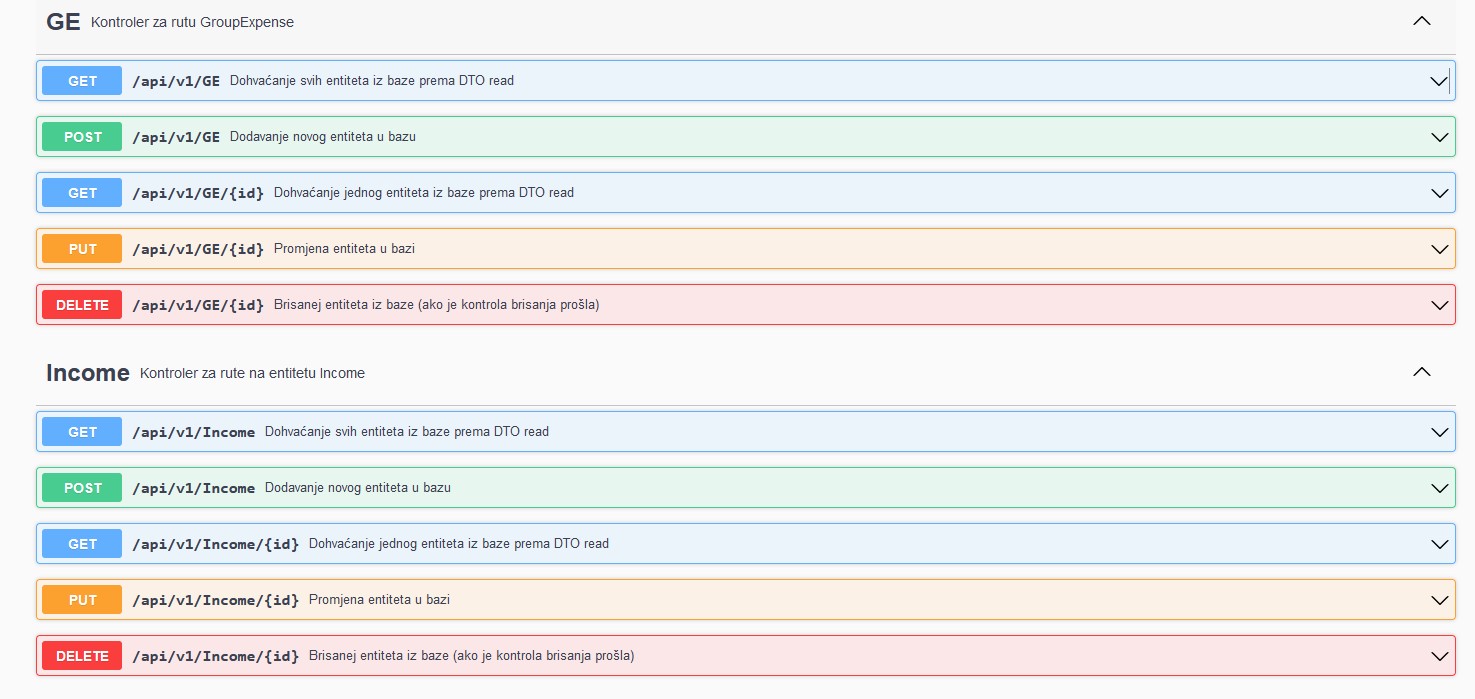 GE Kontroler za rutu GroupExpense
GET /api/v1/GE Dohvaćanje svih entiteta iz baze prema DTO read
POST /api/v1/GE Dodavanje novog entiteta u bazu
GET /api/v1/GE/{id} Dohvaćanje jednog entiteta iz baze prema DTO read
PUT /api/v1/GE/{id} Promjena entiteta u bazi
DELETE /api/v1/GE/{id} Brisanej entiteta iz baze (ako je kontrola brisanja prošla)
Income Kontroler za rute na entitetu Income
GET /api/v1/Income Dohvaćanje svih entiteta iz baze prema DTO read
POST /api/v1/Income Dodavanje novog entiteta u bazu
GET /api/v1/Income/{id} Dohvaćanje jednog entiteta iz baze prema DTO read
PUT /api/v1/Income/{id} Promjena entiteta u bazi
DELETE /api/v1/Income/{id} Brisanej entiteta iz baze (ako je kontrola brisanja prošla)